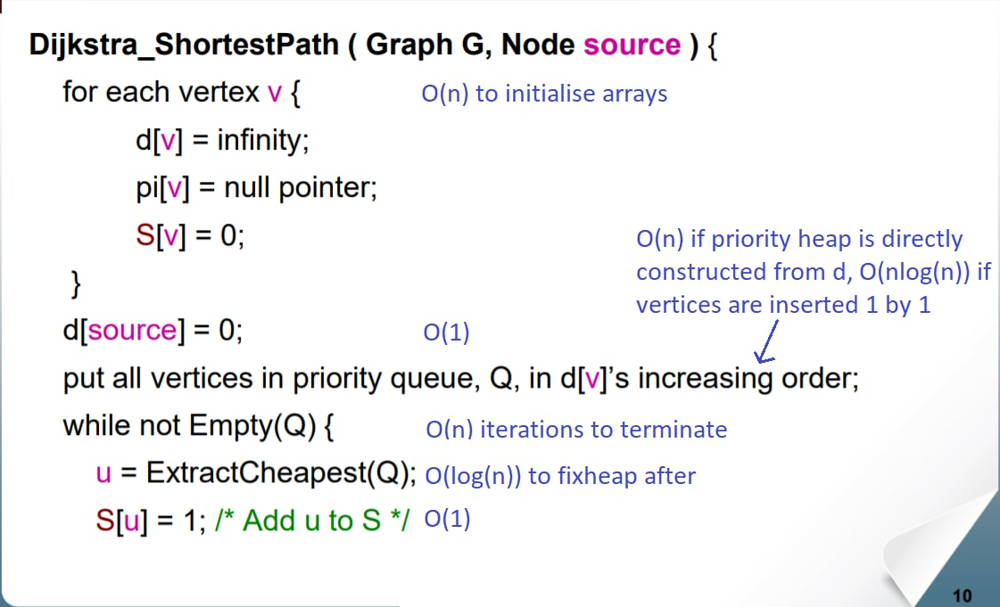 Dijkstra_ShortestPath ( Graph G, Node source ) {
for each vertex v {
O(n) to initialise arrays
d[v] = infinity;
pi[v] = null pointer;
S[v] = 0;
}
O(n) if priority heap is directly
constructed from d, O(nlog(n)) if
vertices are inserted 1 by 1
d[source] = 0;
O(1)
put all vertices in priority queue, Q, in d[v]’s increasing order;
while not Empty(Q) {
O(n) iterations to terminate
u = ExtractCheapest(Q);
O(log(n)) to fixheap after
S[u] = 1; /* Add u to S */
O(1)
10